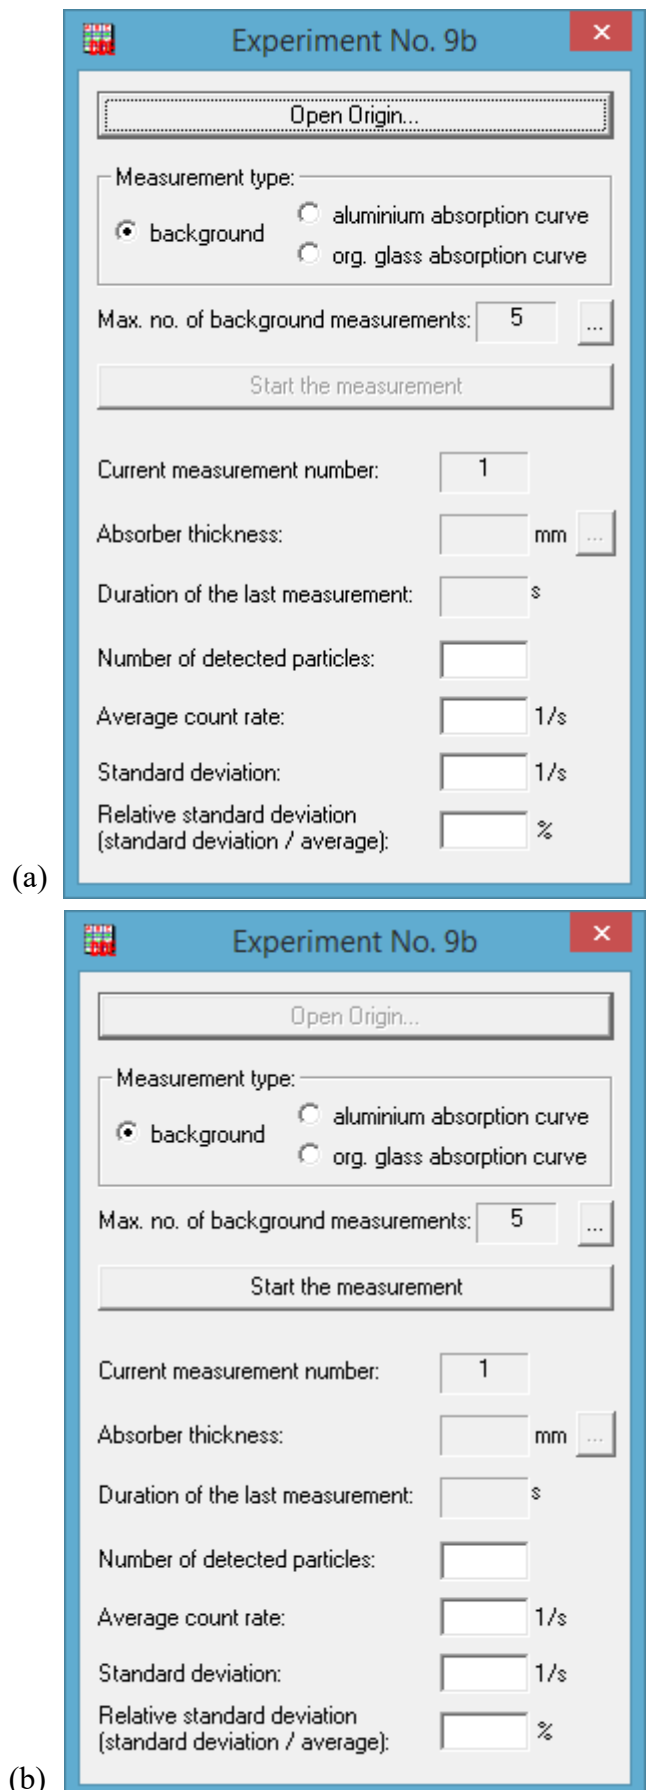 Experiment No. 9b
Open Origin...
Measurement type:
background
aluminium absorption curve
org. glass absorption curve
Max. no. of background measurements: 5 ...
Start the measurement
Current measurement number: 1
Absorber thickness: mm ...
Duration of the last measurement: s
Number of detected particles:
Average count rate: 1/s
Standard deviation: 1/s
Relative standard deviation
(standard deviation / average): %
(a)
Experiment No. 9b
Open Origin...
Measurement type:
background
aluminium absorption curve
org. glass absorption curve
Max. no. of background measurements: 5 ...
Start the measurement
Current measurement number: 1
Absorber thickness: mm ...
Duration of the last measurement: s
Number of detected particles:
Average count rate: 1/s
Standard deviation: 1/s
Relative standard deviation
(standard deviation / average): %
(b)